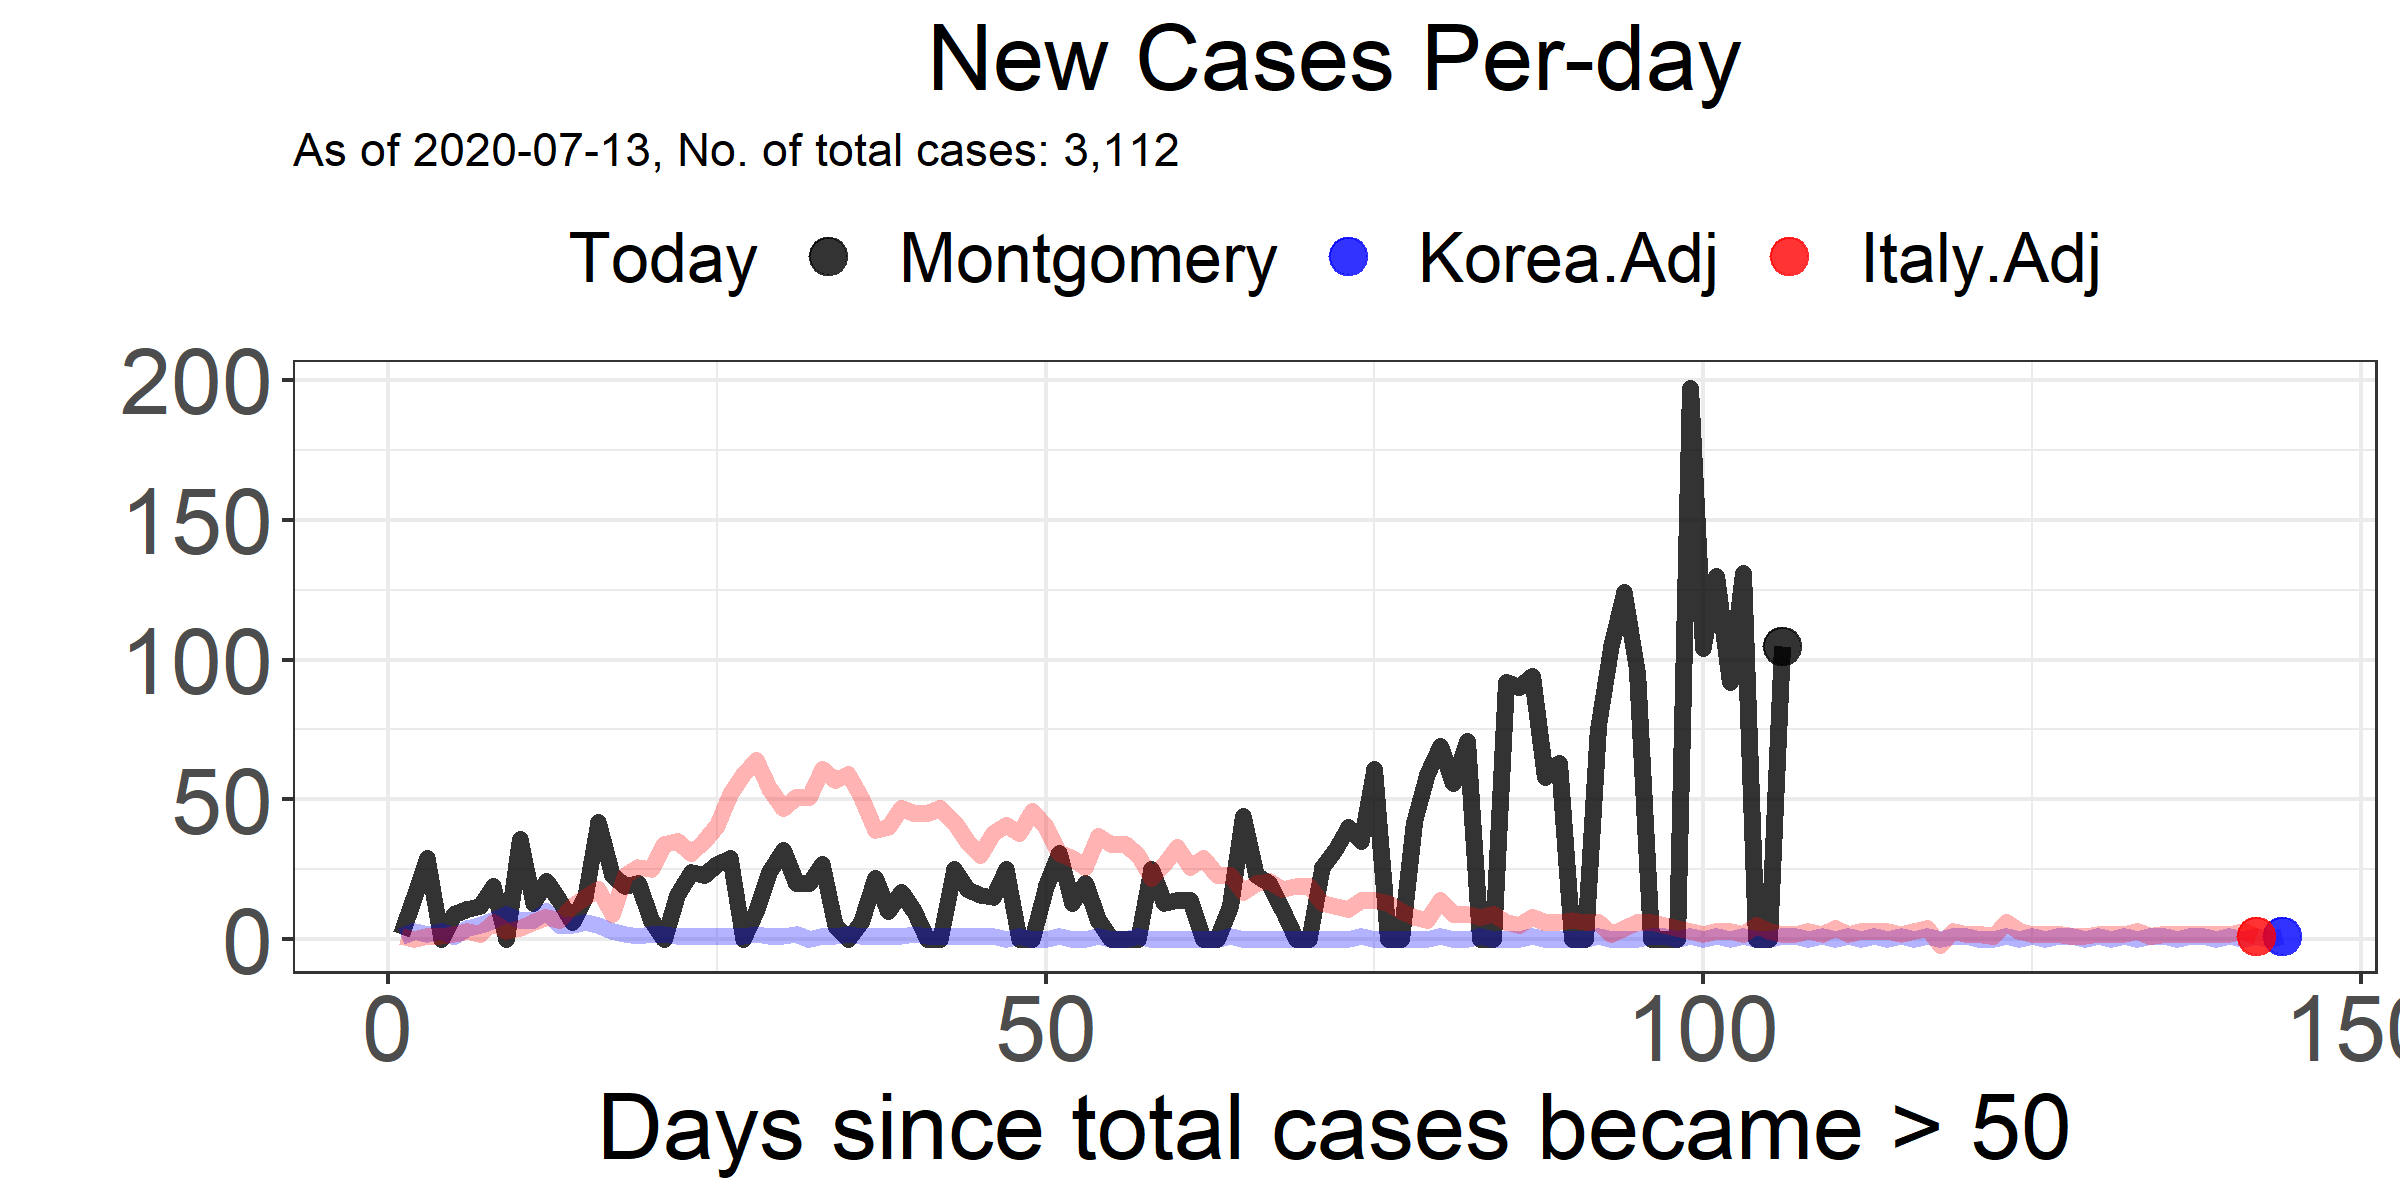 New Cases Per-day
As of 2020-07-13, No. of total cases: 3,112
Today Montgomery Korea.Adj Italy.Adj
200
150
100
50
0
0 50 100 150
Days since total cases became > 50